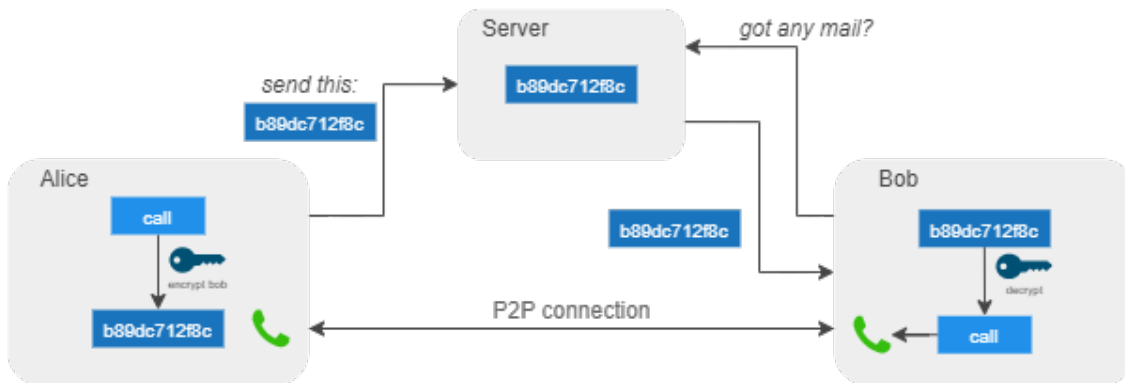 Server
b89dc712f8c
got any mail?
send this:
b89dc712f8c
Alice
call
encrypt bob
b89dc712f8c
b89dc712f8c
P2P connection
Bob
b89dc712f8c
decrypt
call